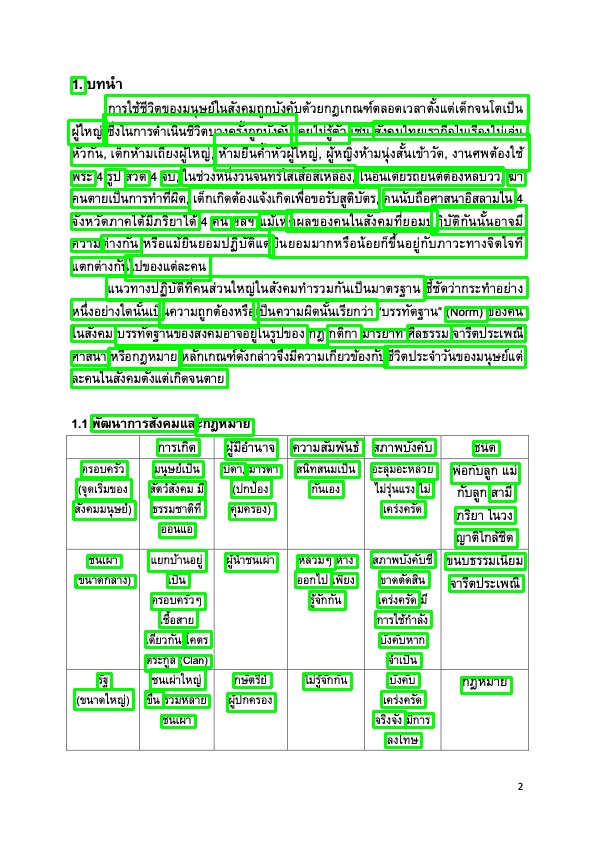 1. บทนำ
การใช้ชีวิตของมนุษย์ในสังคมถูกบังคับด้วยกฎเกณฑ์ตลอดเวลาตั้งแต่เด็กจนโตเป็น
ผู้ใหญ่ ซึ่งในการดำเนินชีวิตบางครั้งถูกบังคับโดยไม่รู้ตัว เช่น สังคมไทยเราถือในเรื่องไม่เล่น
หัวกัน, เด็กห้ามเถียงผู้ใหญ่, ห้ามยืนค้ำหัวผู้ใหญ่, ผู้หญิงห้ามนุ่งสั้นเข้าวัด, งานศพต้องใช้
พระ 4 รูป สวด 4 จบ, ในช่วงหนึ่งวันจันทร์ใส่เสื้อสีเหลือง, ในอินเดียรถยนต์ต้องหลบวัว, ฆ่า
คนตายเป็นการทำที่ผิด, เด็กเกิดต้องแจ้งเกิดเพื่อขอรับสูติบัตร, คนนับถือศาสนาอิสลามใน 4
จังหวัดภาคใต้มีภริยาได้ 4 คน ฯลฯ แม้เหตุผลของคนในสังคมที่ยอมปฏิบัติกันนั้นอาจมี
ความต่างกัน หรือแม้ยินยอมปฏิบัติแต่ยินยอมมากหรือน้อยก็ขึ้นอยู่กับภาวะทางจิตใจที่
แตกต่างกันไปของแต่ละคน
แนวทางปฏิบัติที่คนส่วนใหญ่ในสังคมทำรวมกันเป็นมาตรฐาน ชี้ชัดว่ากระทำอย่าง
หนึ่งอย่างใดนั้นเป็นความถูกต้องหรือเป็นความผิดนั้นเรียกว่า "บรรทัดฐาน" (Norm) ของคน
ในสังคม บรรทัดฐานของสงคมอาจอยู่ในรูปของ กฎ กติกา มารยาท ศีลธรรม จารีตประเพณี
ศาสนา หรือกฎหมาย หลักเกณฑ์ดังกล่าวจึงมีความเกี่ยวข้องกับชีวิตประจำวันของมนุษย์แต่
ละคนในสังคมตั้งแต่เกิดจนตาย
1.1 พัฒนาการสังคมและกฎหมาย
การเกิด ผู้มีอำนาจ ความสัมพันธ์ สภาพบังคับ ชนิด
ครอบครัว มนุษย์เป็น บิดา, มารดา สนิทสนมเป็น อะลุ่มอะหล่วย พ่อกับลูก แม่
(จุดเริ่มของ สัตว์สังคม มี (ปกป้อง กันเอง ไม่รุนแรง ไม่ กับลูก สามี
สังคมมนุษย์) ธรรมชาติที่ คุ้มครอง) เคร่งครัด ภริยา ในวง
อ่อนแอ ญาติใกล้ชิด
ชนเผ่า แยกบ้านอยู่ ผู้นำชนเผ่า หลวมๆ ห่าง สภาพบังคับชี้ ขนบธรรมเนียม
(ขนาดกลาง) เป็น ออกไป เพียง ขาดตัดสิน จารีตประเพณี
ครอบครัวๆ รู้จักกัน เคร่งครัด มี
เชื้อสาย การใช้กำลัง
เดียวกัน โคตร บังคับหาก
ตระกูล (Clan) จำเป็น
รัฐ ชนเผ่าใหญ่ กษัตริย์ ไม่รู้จักกัน บังคับ กฎหมาย
(ขนาดใหญ่) ขึ้น รวมหลาย ผู้ปกครอง เคร่งครัด
ชนเผ่า จริงจัง มีการ
ลงโทษ
2